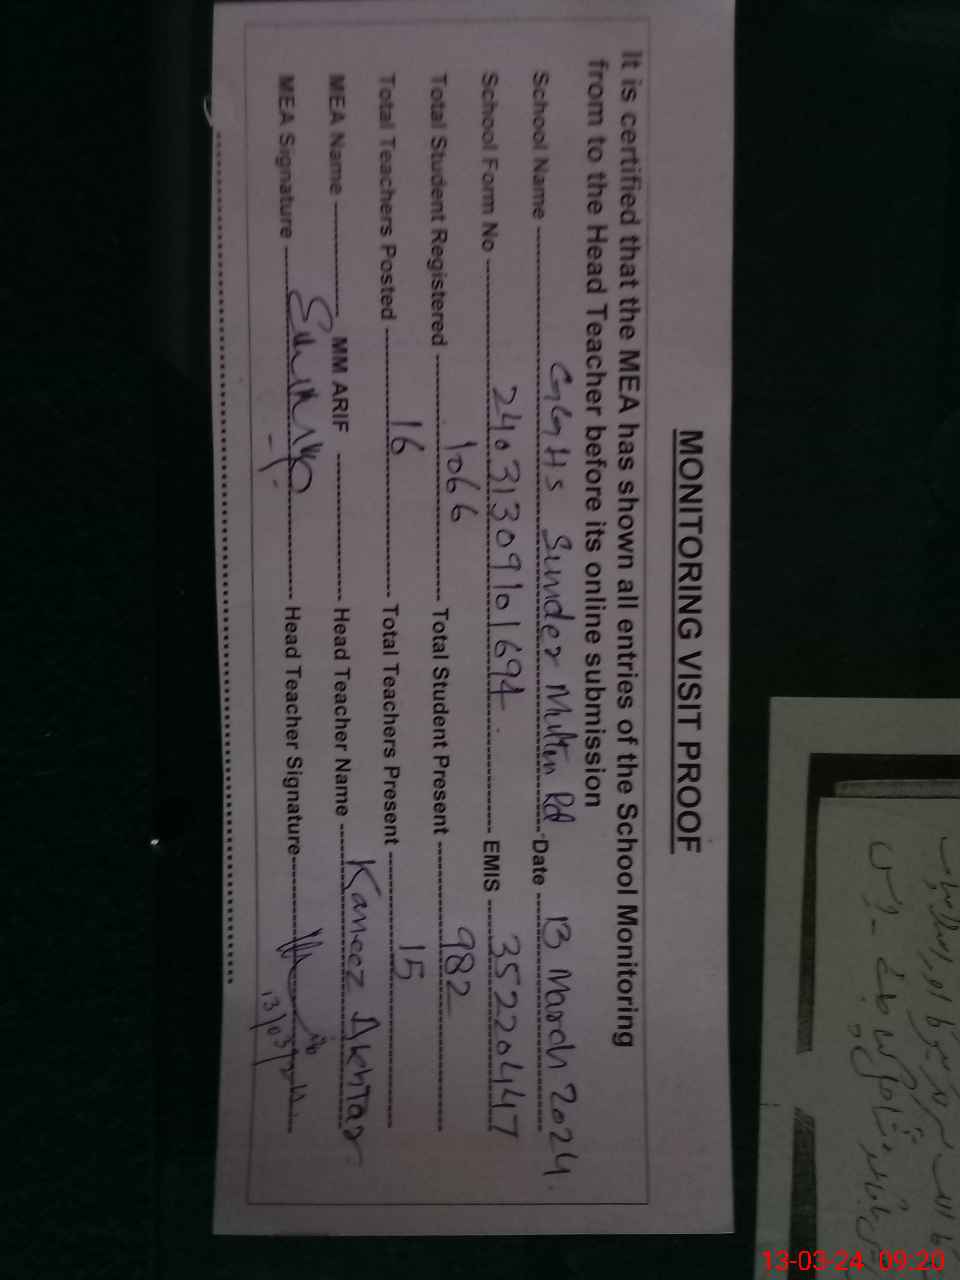 MONITORING VISIT PROOF
It is certified that the MEA has shown all entries of the School Monitoring
from to the Head Teacher before its online submission
School Name GGHS Sunder Multan Rd Date 13 March 2024.
School Form No 24031309101694. EMIS 35220447
Total Student Registered 1066 Total Student Present 982
Total Teachers Posted 16 Total Teachers Present 15
MEA Name MM ARIF Head Teacher Name Kaneez Akhtar
MEA Signature Head Teacher Signature
13-03-24 09:20